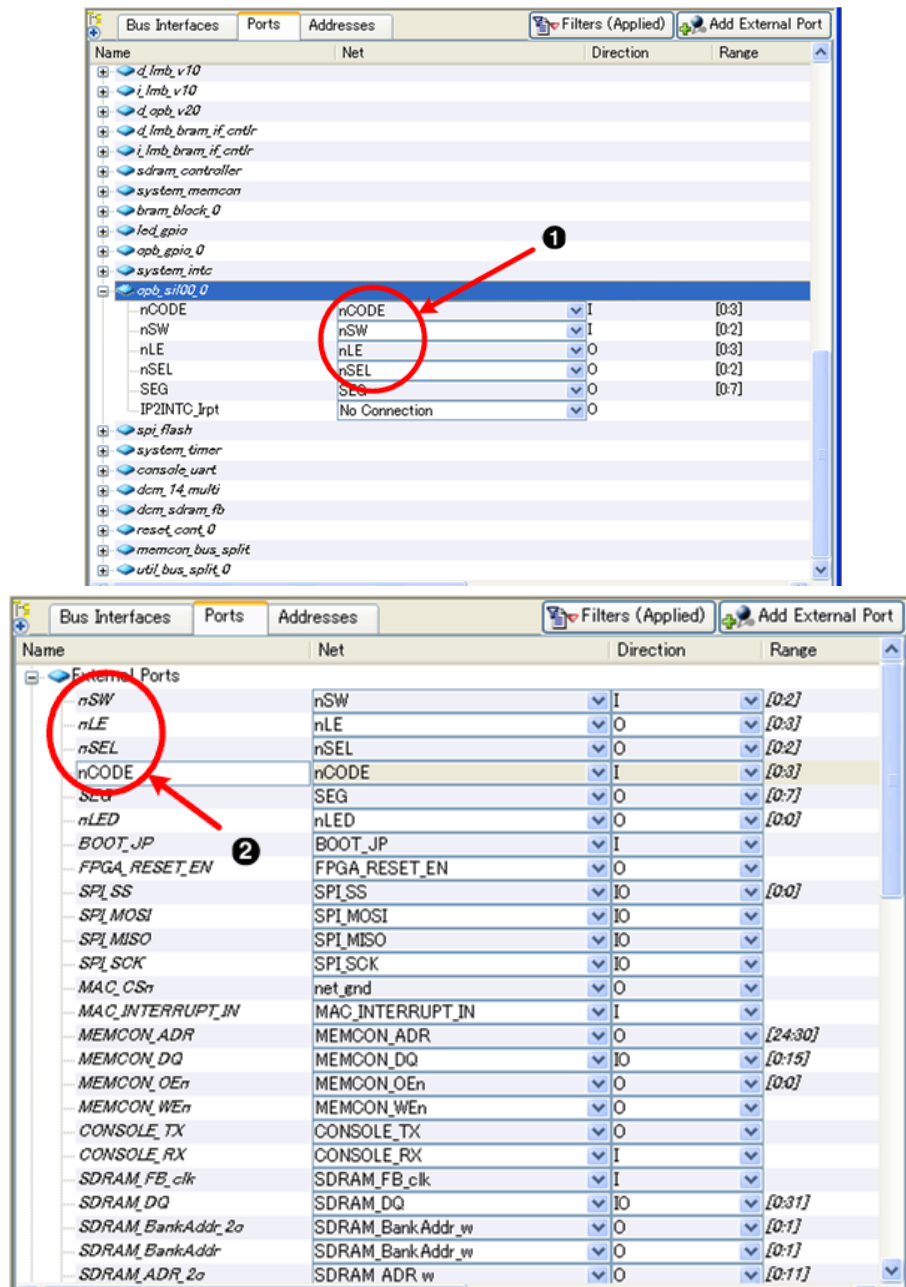 Bus Interfaces Ports Addresses Filters (Applied) Add External Port
Name Net Direction Range
d_lmb_v10
i_lmb_v10
d_opb_v20
d_lmb_bram_if_cntlr
i_lmb_bram_if_cntlr
sdram_controller
system_memcon
bram_block_0
led_gpio
opb_gpio_0
❶
system_intc
opb_sil00_0
nCODE nCODE I [0:3]
nSW nSW I [0:2]
nLE nLE O [0:3]
nSEL nSEL O [0:2]
SEG SEG O [0:7]
IP2INTC_Irpt No Connection O
spi_flash
system_timer
console_uart
dcm_14_multi
dcm_sdram_fb
reset_cont_0
memcon_bus_split
util_bus_split_0
Bus Interfaces Ports Addresses Filters (Applied) Add External Port
Name Net Direction Range
External Ports
nSW nSW I [0:2]
nLE nLE O [0:3]
nSEL nSEL O [0:2]
nCODE nCODE I [0:3]
SEG SEG O [0:7]
nLED nLED O [0:0]
❷
BOOT_JP BOOT_JP I
FPGA_RESET_EN FPGA_RESET_EN O
SPI_SS SPI_SS IO [0:0]
SPI_MOSI SPI_MOSI IO
SPI_MISO SPI_MISO IO
SPI_SCK SPI_SCK IO
MAC_CSn net_gnd O
MAC_INTERRUPT_IN MAC_INTERRUPT_IN I
MEMCON_ADR MEMCON_ADR O [24:30]
MEMCON_DQ MEMCON_DQ IO [0:15]
MEMCON_OEn MEMCON_OEn O [0:0]
MEMCON_WEn MEMCON_WEn O
CONSOLE_TX CONSOLE_TX O
CONSOLE_RX CONSOLE_RX I
SDRAM_FB_clk SDRAM_FB_clk I
SDRAM_DQ SDRAM_DQ IO [0:31]
SDRAM_BankAddr_2o SDRAM_BankAddr_w O [0:1]
SDRAM_BankAddr SDRAM_BankAddr_w O [0:1]
SDRAM_ADR_2o SDRAM_ADR_w O [0:11]